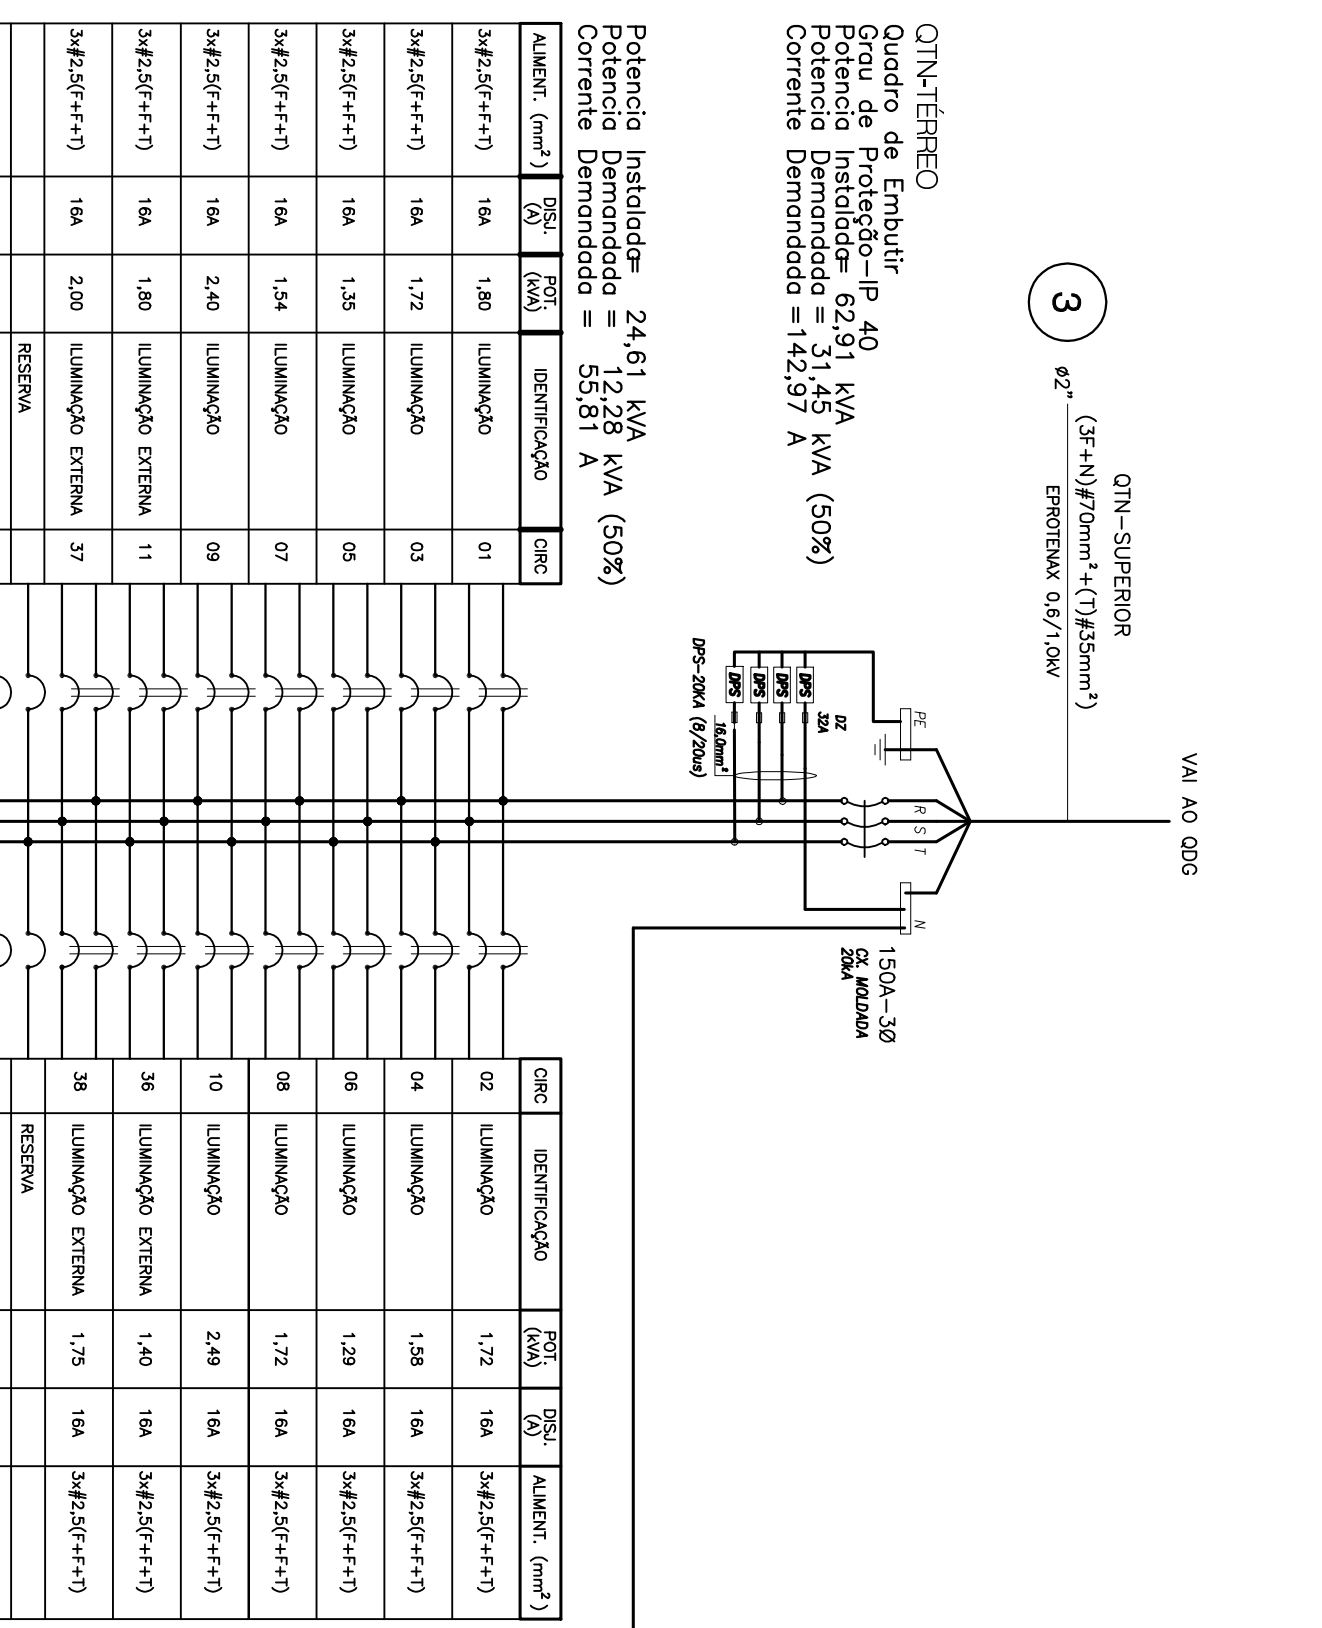 VAI AO QDG
QTN-SUPERIOR
(3F+N)#70mm²+(T)#35mm²)
ø2"
EPROTENAX 0,6/1,0kV
3
QTN-TÉRREO
Quadro de Embutir
Grau de Proteção-IP 40
Potencia Instalada= 62,91 kVA
Potencia Demandada = 31,45 kVA (50%)
Corrente Demandada =142,97 A
PE
R S T
N
150A-3Ø
CX. MOLDADA
20kA
DZ
32A
DPS
DPS
DPS
DPS
16.0mm²
DPS-20KA (8/20us)
Potencia Instalada= 24,61 kVA
Potencia Demandada = 12,28 kVA (50%)
Corrente Demandada = 55,81 A
ALIMENT. (mm²) DISJ. (A) POT. (kVA) IDENTIFICAÇÃO CIRC CIRC IDENTIFICAÇÃO POT. (kVA) DISJ. (A) ALIMENT. (mm²)
3x#2,5(F+F+T) 16A 1,80 ILUMINAÇÃO 01 02 ILUMINAÇÃO 1,72 16A 3x#2,5(F+F+T)
3x#2,5(F+F+T) 16A 1,72 ILUMINAÇÃO 03 04 ILUMINAÇÃO 1,58 16A 3x#2,5(F+F+T)
3x#2,5(F+F+T) 16A 1,35 ILUMINAÇÃO 05 06 ILUMINAÇÃO 1,29 16A 3x#2,5(F+F+T)
3x#2,5(F+F+T) 16A 1,54 ILUMINAÇÃO 07 08 ILUMINAÇÃO 1,72 16A 3x#2,5(F+F+T)
3x#2,5(F+F+T) 16A 2,40 ILUMINAÇÃO 09 10 ILUMINAÇÃO 2,49 16A 3x#2,5(F+F+T)
3x#2,5(F+F+T) 16A 1,80 ILUMINAÇÃO EXTERNA 11 36 ILUMINAÇÃO EXTERNA 1,40 16A 3x#2,5(F+F+T)
3x#2,5(F+F+T) 16A 2,00 ILUMINAÇÃO EXTERNA 37 38 ILUMINAÇÃO EXTERNA 1,75 16A 3x#2,5(F+F+T)
RESERVA RESERVA